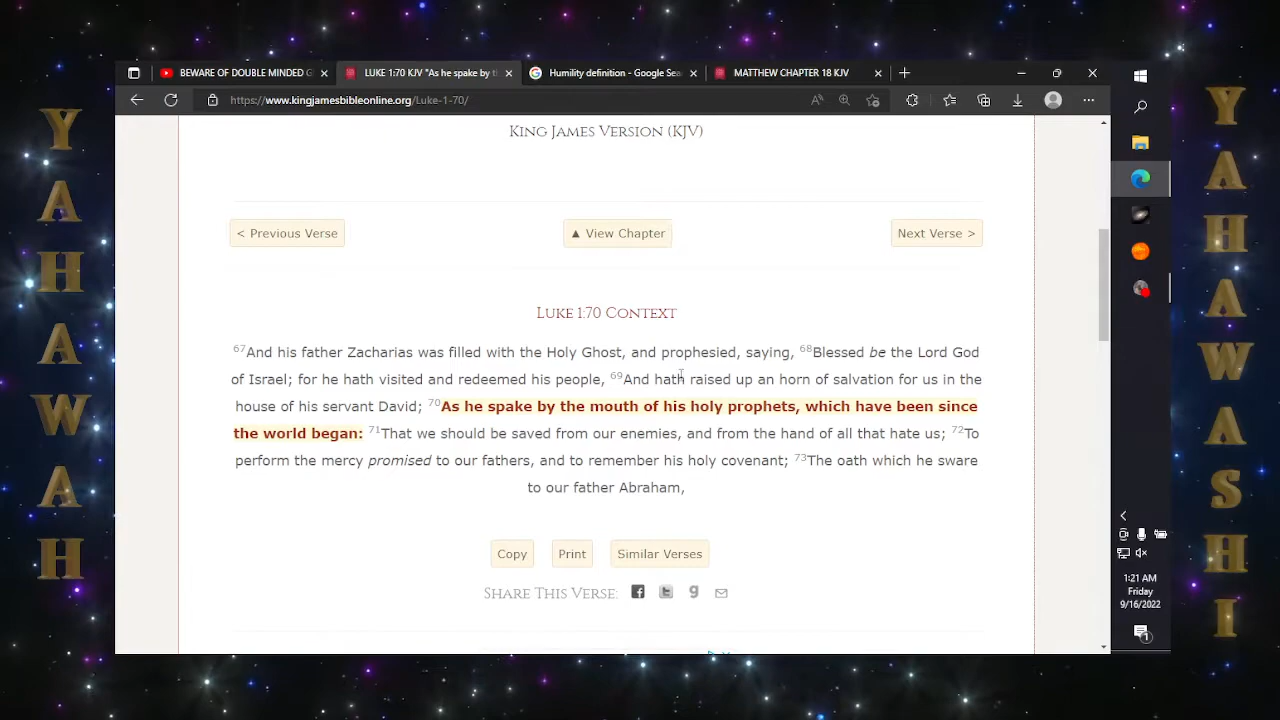 BEWARE OF DOUBLE MINDED G
LUKE 1:70 KJV "As he spake by t
Humility definition - Google Sea
MATTHEW CHAPTER 18 KJV
https://www.kingjamesbibleonline.org/Luke-1-70/
King James Version (KJV)
< Previous Verse
▲ View Chapter
Next Verse >
Luke 1:70 Context
67And his father Zacharias was filled with the Holy Ghost, and prophesied, saying, 68Blessed be the Lord God
of Israel; for he hath visited and redeemed his people, 69And hath raised up an horn of salvation for us in the
house of his servant David; 70As he spake by the mouth of his holy prophets, which have been since
the world began: 71That we should be saved from our enemies, and from the hand of all that hate us; 72To
perform the mercy promised to our fathers, and to remember his holy covenant; 73The oath which he sware
to our father Abraham,
Copy
Print
Similar Verses
Share This Verse:
1:21 AM
Friday
9/16/2022
1
YAHAWAH
YAHAWASHI